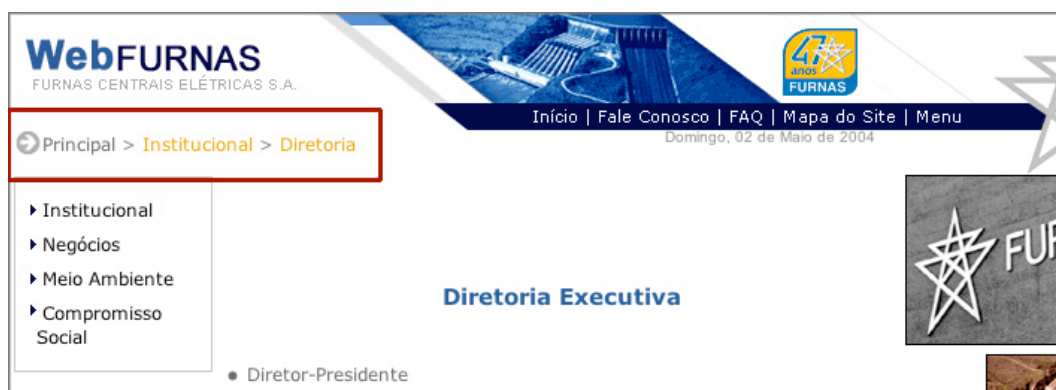 WebFURNAS
FURNAS CENTRAIS ELÉTRICAS S.A.
47
anos
FURNAS
Início | Fale Conosco | FAQ | Mapa do Site | Menu
Domingo, 02 de Maio de 2004
Principal > Institucional > Diretoria
Institucional
Negócios
Meio Ambiente
Compromisso
Social
Diretoria Executiva
Diretor-Presidente